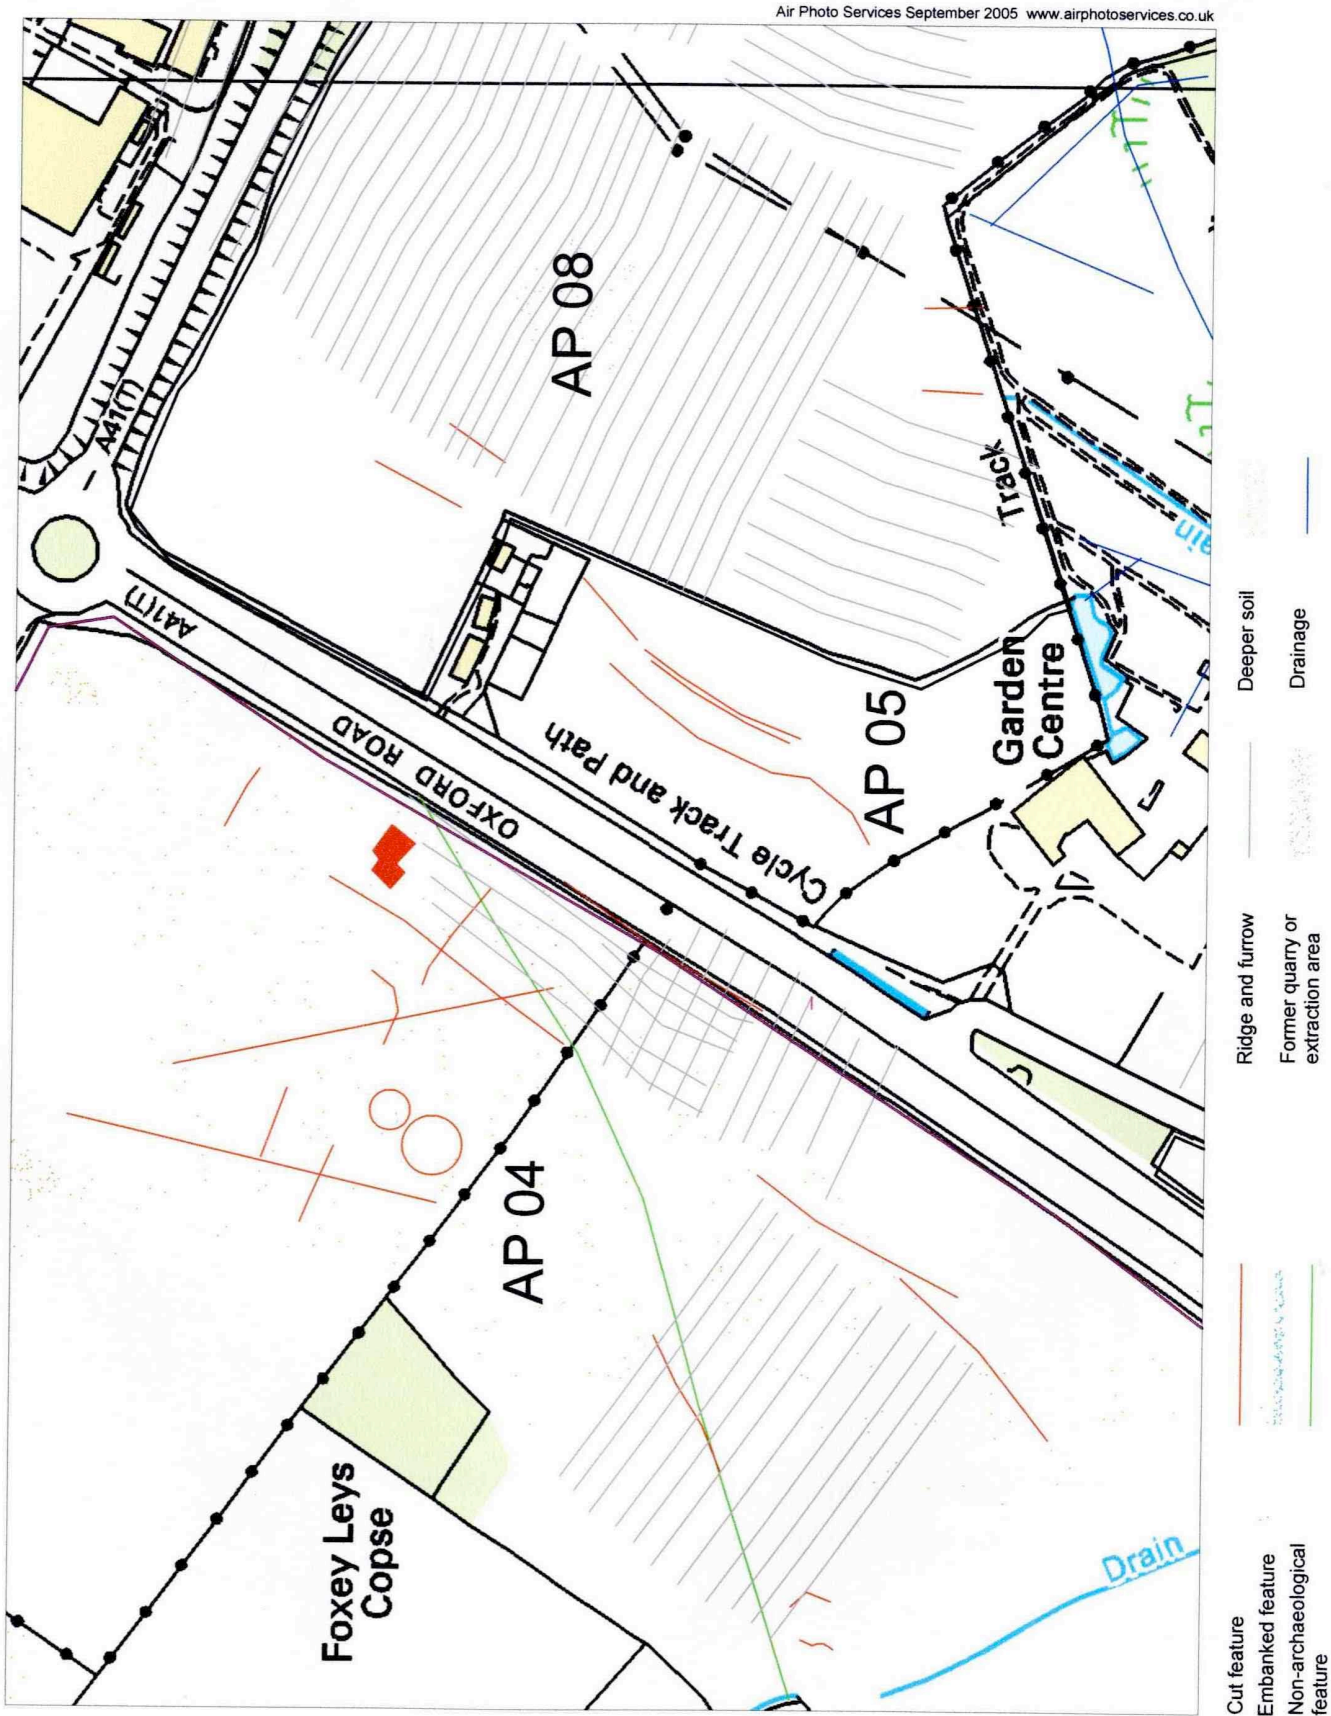 Air Photo Services September 2005 www.airphotoservices.co.uk
A41(T)
A41(T)
AP 08
Track
OXFORD ROAD
Cycle Track and Path
AP 05
Garden
Centre
AP 04
Foxey Leys
Copse
Drain
ain
Cut feature
Embanked feature
Non-archaeological
feature
Ridge and furrow
Former quarry or
extraction area
Deeper soil
Drainage